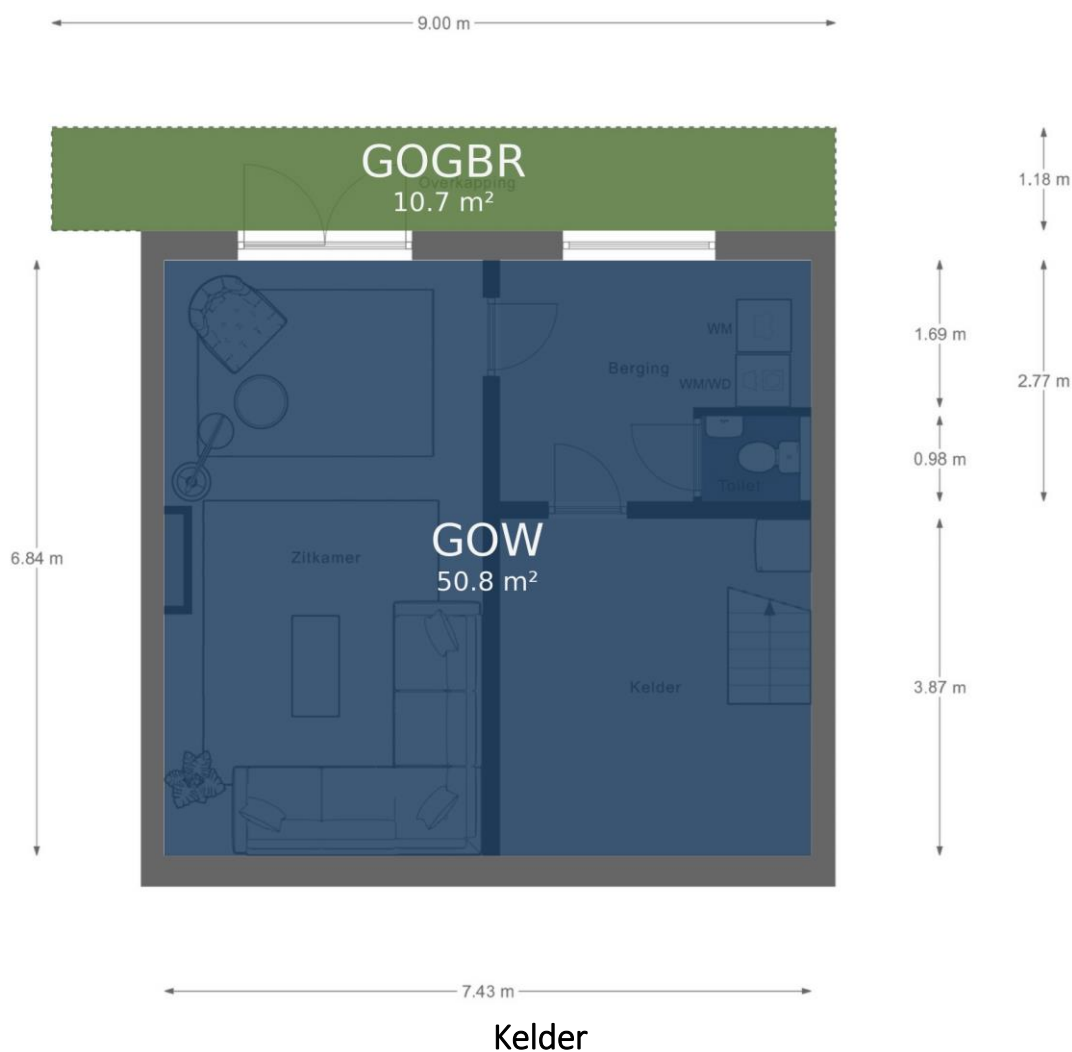 9.00 m
GOGBR
Overkapping
10.7 m²
1.18 m
WM
1.69 m
Berging
WM/WD
2.77 m
0.98 m
Toilet
GOW
Zitkamer
6.84 m
50.8 m²
Kelder
3.87 m
7.43 m
Kelder